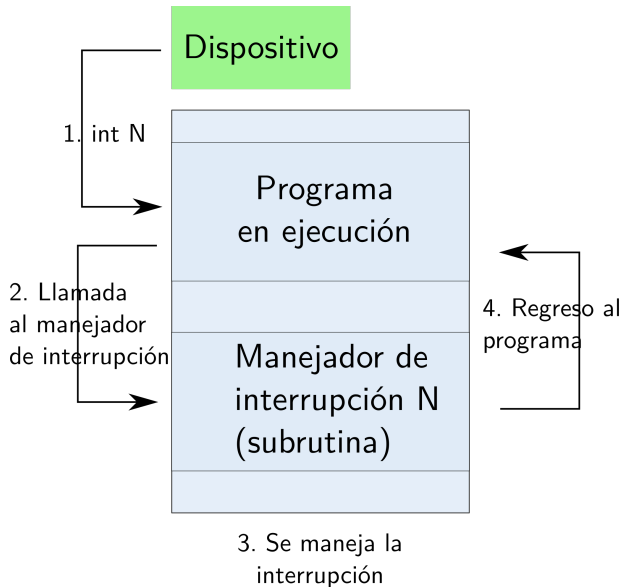 Dispositivo
1. int N
Programa
en ejecución
2. Llamada
al manejador
de interrupción
4. Regreso al
programa
Manejador de
interrupción N
(subrutina)
3. Se maneja la
interrupción